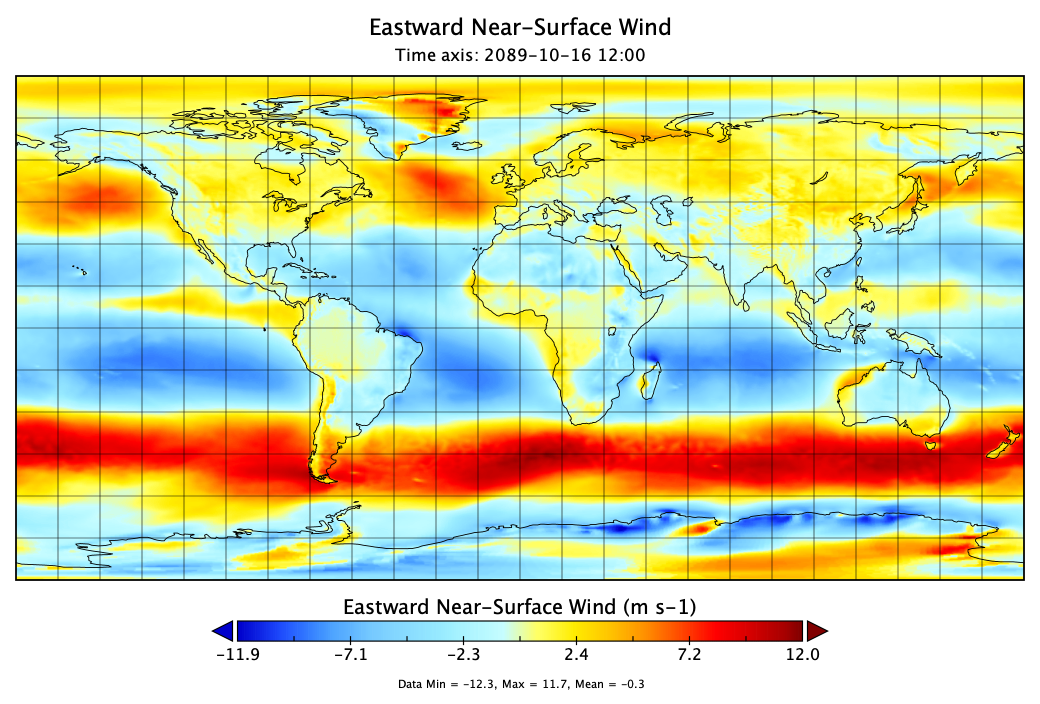 Eastward Near–Surface Wind
Time axis: 2089-10-16 12:00
Eastward Near–Surface Wind (m s-1)
−11.9 −7.1 −2.3 2.4 7.2 12.0
Data Min = −12.3, Max = 11.7, Mean = −0.3